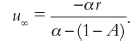 u∞ = −αr / α − (1 − A).